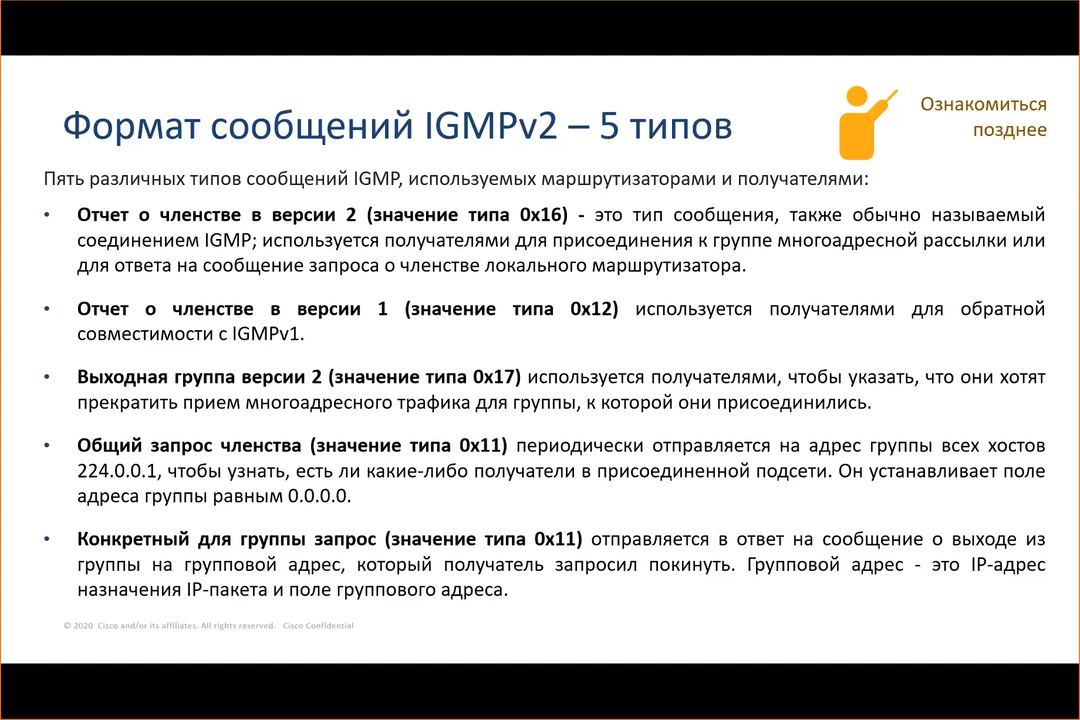 Формат сообщений IGMPv2 – 5 типов
Ознакомиться
позднее
Пять различных типов сообщений IGMP, используемых маршрутизаторами и получателями:
• Отчет о членстве в версии 2 (значение типа 0x16) - это тип сообщения, также обычно называемый
соединением IGMP; используется получателями для присоединения к группе многоадресной рассылки или
для ответа на сообщение запроса о членстве локального маршрутизатора.
• Отчет о членстве в версии 1 (значение типа 0x12) используется получателями для обратной
совместимости с IGMPv1.
• Выходная группа версии 2 (значение типа 0x17) используется получателями, чтобы указать, что они хотят
прекратить прием многоадресного трафика для группы, к которой они присоединились.
• Общий запрос членства (значение типа 0x11) периодически отправляется на адрес группы всех хостов
224.0.0.1, чтобы узнать, есть ли какие-либо получатели в присоединенной подсети. Он устанавливает поле
адреса группы равным 0.0.0.0.
• Конкретный для группы запрос (значение типа 0x11) отправляется в ответ на сообщение о выходе из
группы на групповой адрес, который получатель запросил покинуть. Групповой адрес - это IP-адрес
назначения IP-пакета и поле группового адреса.
© 2020 Cisco and/or its affiliates. All rights reserved. Cisco Confidential